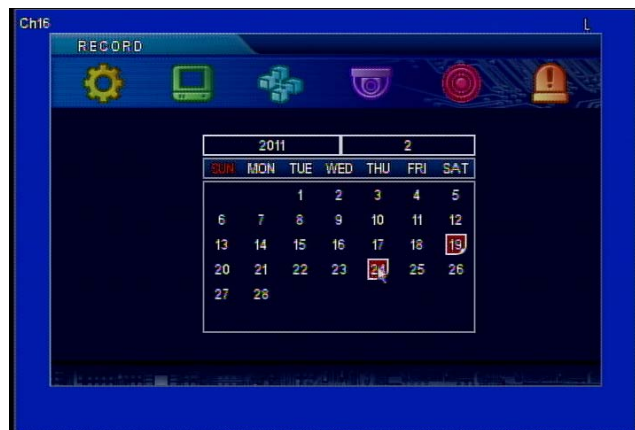 Ch16
L
RECORD
2011 2
SUN MON TUE WED THU FRI SAT
1 2 3 4 5
6 7 8 9 10 11 12
13 14 15 16 17 18 19
20 21 22 23 24 25 26
27 28